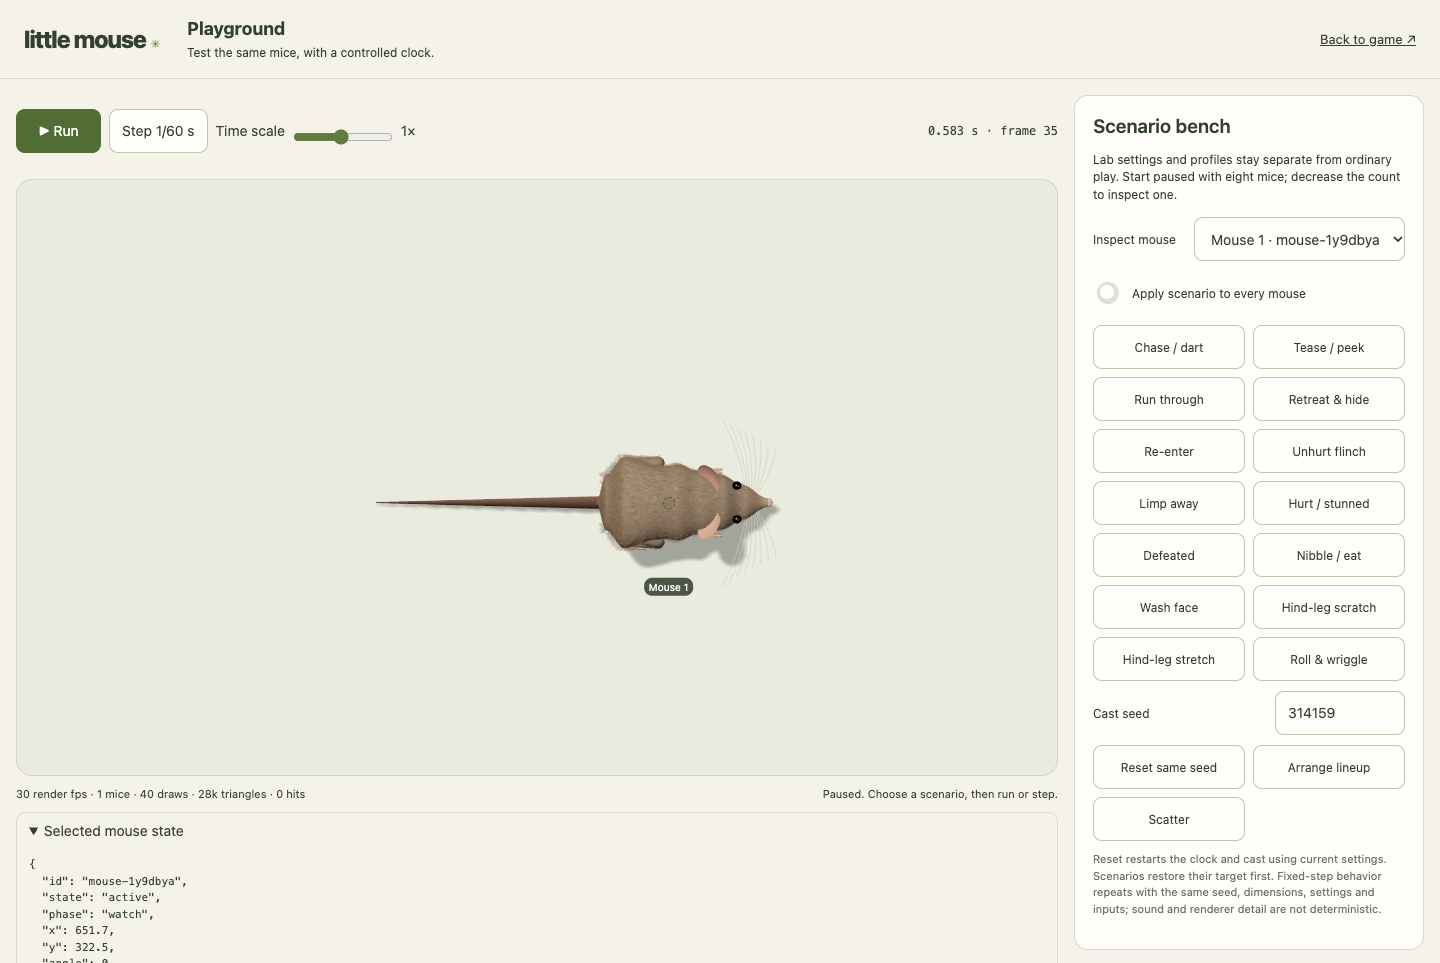 little mouse
Playground
Test the same mice, with a controlled clock.
Back to game ↗
▶ Run
Step 1/60 s
Time scale
1×
0.583 s · frame 35
Mouse 1
30 render fps · 1 mice · 40 draws · 28k triangles · 0 hits
Paused. Choose a scenario, then run or step.
▼ Selected mouse state
{
"id": "mouse-1y9dbya",
"state": "active",
"phase": "watch",
"x": 651.7,
"y": 322.5,
"angle": 0
Scenario bench
Lab settings and profiles stay separate from ordinary
play. Start paused with eight mice; decrease the count
to inspect one.
Inspect mouse
Mouse 1 · mouse-1y9dbya
Apply scenario to every mouse
Chase / dart
Tease / peek
Run through
Retreat & hide
Re-enter
Unhurt flinch
Limp away
Hurt / stunned
Defeated
Nibble / eat
Wash face
Hind-leg scratch
Hind-leg stretch
Roll & wriggle
Cast seed
314159
Reset same seed
Arrange lineup
Scatter
Reset restarts the clock and cast using current settings.
Scenarios restore their target first. Fixed-step behavior
repeats with the same seed, dimensions, settings and
inputs; sound and renderer detail are not deterministic.